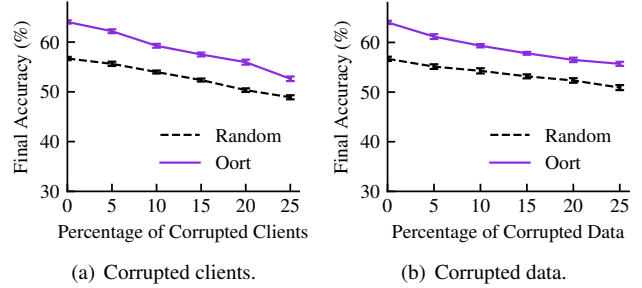 Final Accuracy (%)
60
50
40
30
Random
Oort
0 5 10 15 20 25
Percentage of Corrupted Clients
(a) Corrupted clients.
Final Accuracy (%)
60
50
40
30
Random
Oort
0 5 10 15 20 25
Percentage of Corrupted Data
(b) Corrupted data.